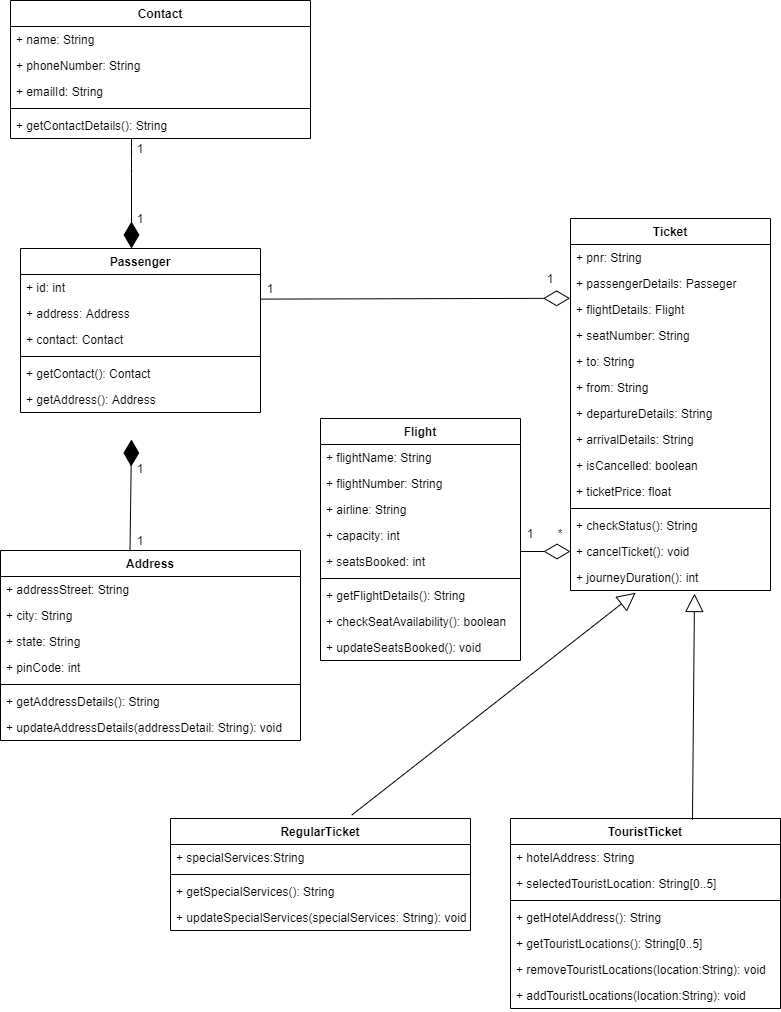 Contact
+ name: String
+ phoneNumber: String
+ emailId: String
+ getContactDetails(): String
1
1
Passenger
+ id: int
+ address: Address
+ contact: Contact
+ getContact(): Contact
+ getAddress(): Address
1
1
Ticket
+ pnr: String
+ passengerDetails: Passeger
+ flightDetails: Flight
+ seatNumber: String
+ to: String
+ from: String
+ departureDetails: String
+ arrivalDetails: String
+ isCancelled: boolean
+ ticketPrice: float
+ checkStatus(): String
+ cancelTicket(): void
+ journeyDuration(): int
Flight
+ flightName: String
+ flightNumber: String
+ airline: String
+ capacity: int
+ seatsBooked: int
+ getFlightDetails(): String
+ checkSeatAvailability(): boolean
+ updateSeatsBooked(): void
1
*
1
1
Address
+ addressStreet: String
+ city: String
+ state: String
+ pinCode: int
+ getAddressDetails(): String
+ updateAddressDetails(addressDetail: String): void
RegularTicket
+ specialServices:String
+ getSpecialServices(): String
+ updateSpecialServices(specialServices: String): void
TouristTicket
+ hotelAddress: String
+ selectedTouristLocation: String[0..5]
+ getHotelAddress(): String
+ getTouristLocations(): String[0..5]
+ removeTouristLocations(location:String): void
+ addTouristLocations(location:String): void